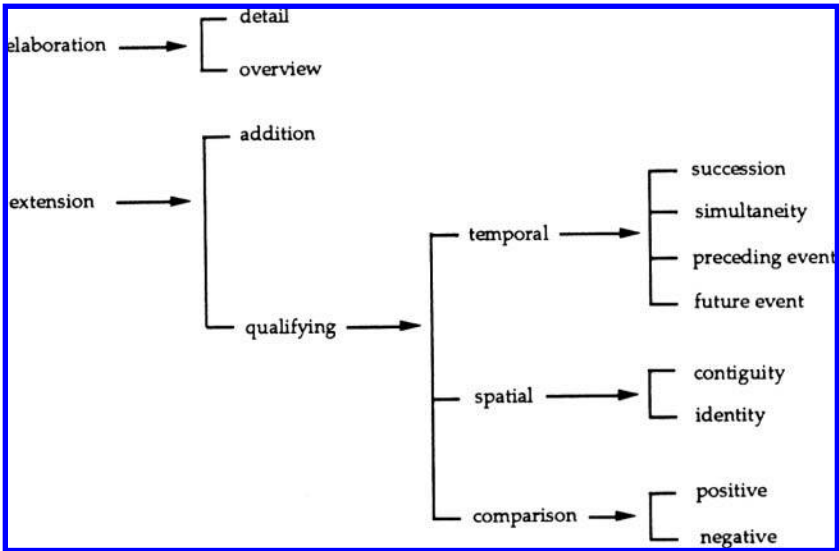 detail
elaboration
overview
addition
succession
extension
simultaneity
temporal
preceding event
future event
qualifying
contiguity
spatial
identity
positive
comparison
negative